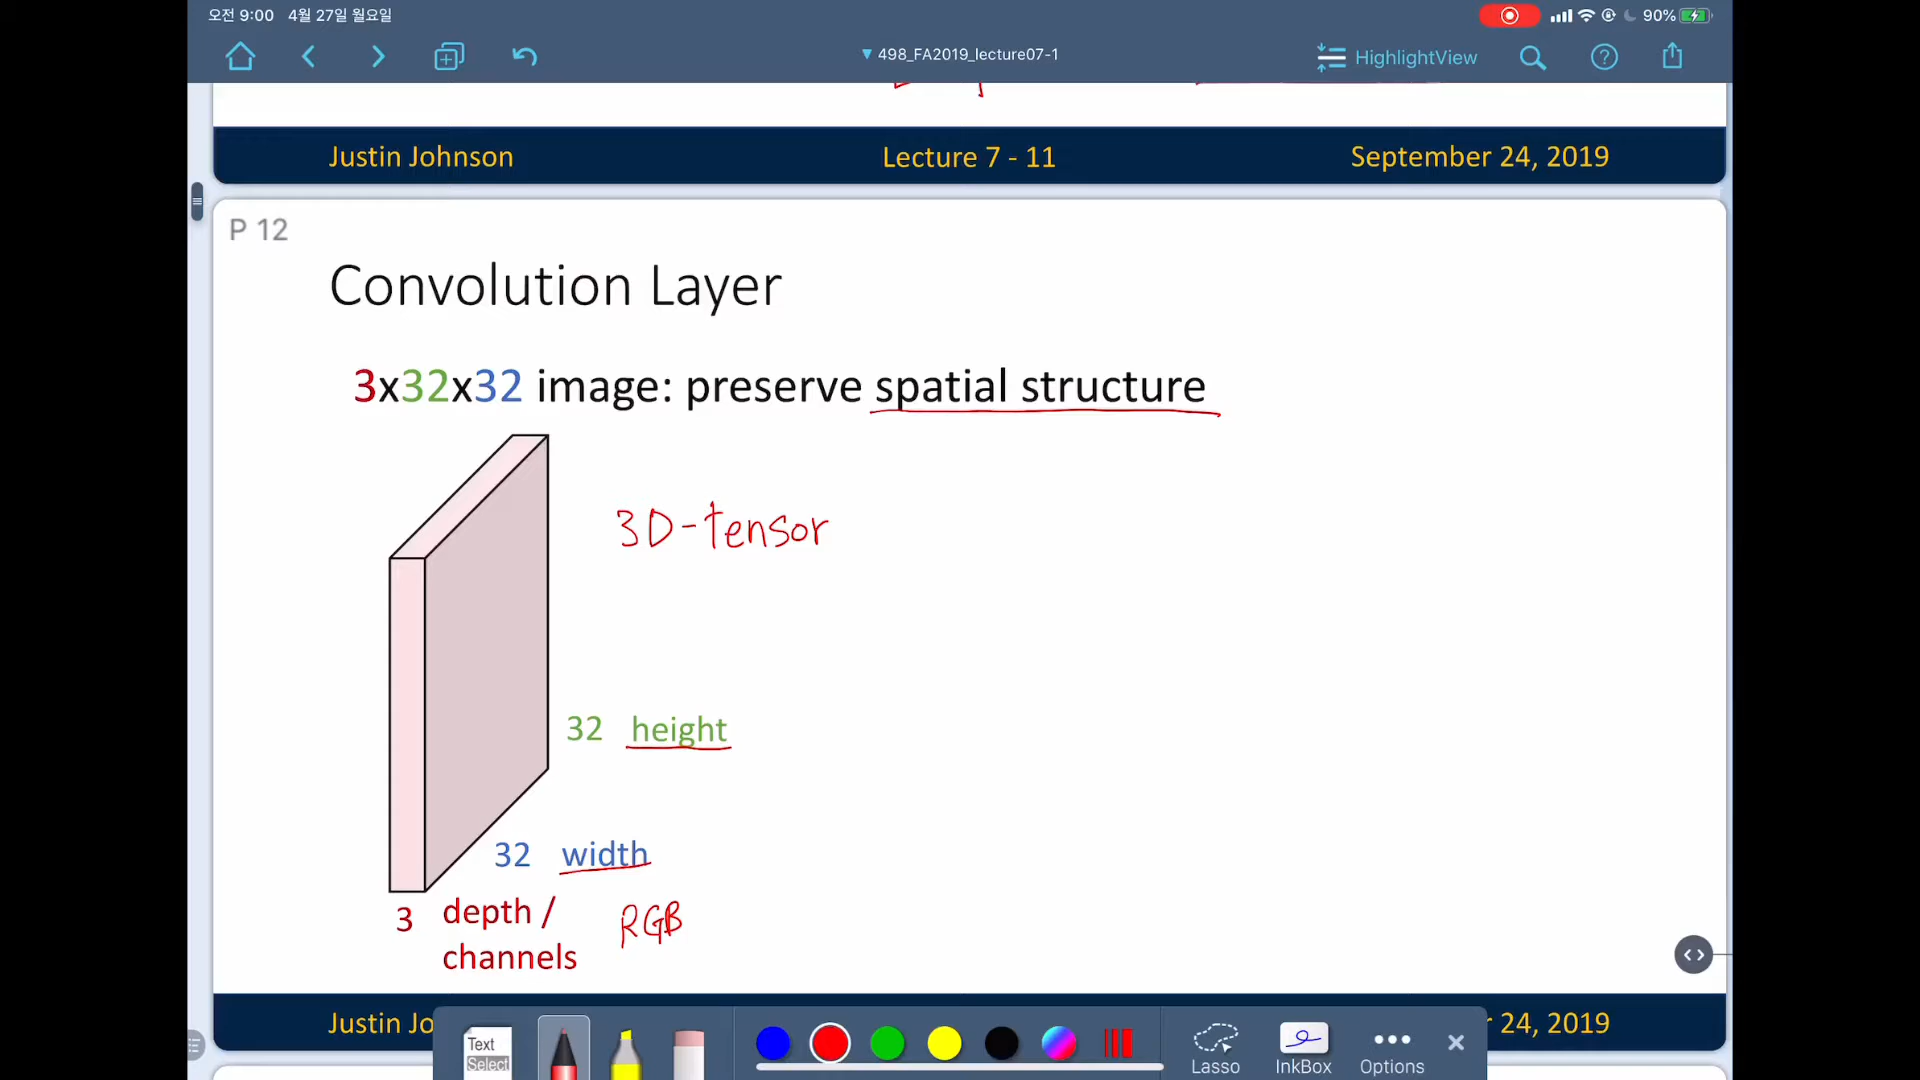 오전 9:00 4월 27일 월요일
90%
▼ 498_FA2019_lecture07-1
HighlightView
Justin Johnson
Lecture 7 - 11
September 24, 2019
P 12
Convolution Layer
3x32x32 image: preserve spatial structure
3D-tensor
32 height
32 width
3 depth /
channels
RGB
Justin Jo
24, 2019
Text
Select
Lasso
InkBox
Options